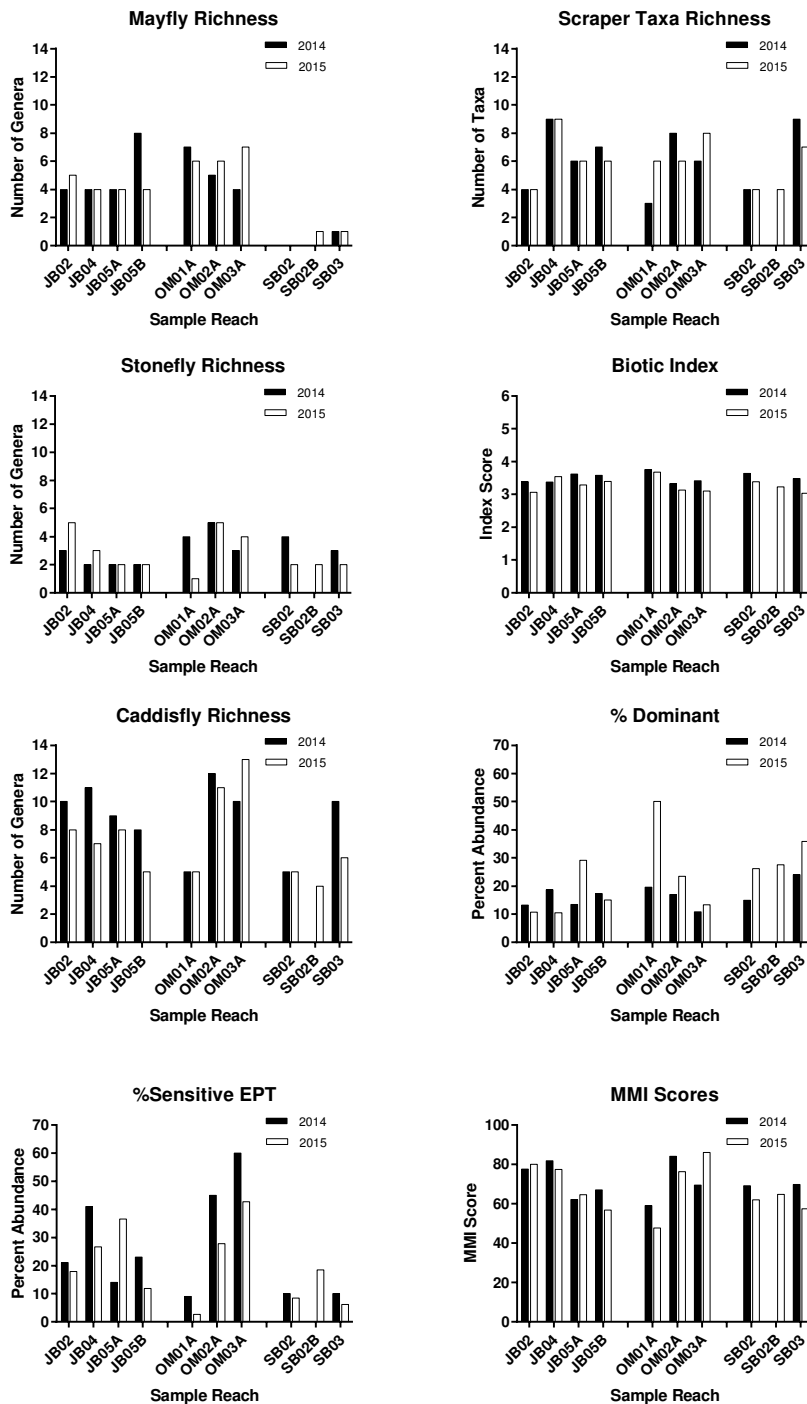 Mayfly Richness
2014
2015
Number of Genera
14
12
10
8
6
4
2
0
JB02
JB04
JB05A
JB05B
OM01A
OM02A
OM03A
SB02
SB02B
SB03
Sample Reach
Scraper Taxa Richness
2014
2015
Number of Taxa
14
12
10
8
6
4
2
0
JB02
JB04
JB05A
JB05B
OM01A
OM02A
OM03A
SB02
SB02B
SB03
Sample Reach
Stonefly Richness
2014
2015
Number of Genera
14
12
10
8
6
4
2
0
JB02
JB04
JB05A
JB05B
OM01A
OM02A
OM03A
SB02
SB02B
SB03
Sample Reach
Biotic Index
2014
2015
Index Score
6
5
4
3
2
1
0
JB02
JB04
JB05A
JB05B
OM01A
OM02A
OM03A
SB02
SB02B
SB03
Sample Reach
Caddisfly Richness
2014
2015
Number of Genera
14
12
10
8
6
4
2
0
JB02
JB04
JB05A
JB05B
OM01A
OM02A
OM03A
SB02
SB02B
SB03
Sample Reach
% Dominant
2014
2015
Percent Abundance
70
60
50
40
30
20
10
0
JB02
JB04
JB05A
JB05B
OM01A
OM02A
OM03A
SB02
SB02B
SB03
Sample Reach
%Sensitive EPT
2014
2015
Percent Abundance
70
60
50
40
30
20
10
0
JB02
JB04
JB05A
JB05B
OM01A
OM02A
OM03A
SB02
SB02B
SB03
Sample Reach
MMI Scores
2014
2015
MMI Score
100
80
60
40
20
0
JB02
JB04
JB05A
JB05B
OM01A
OM02A
OM03A
SB02
SB02B
SB03
Sample Reach